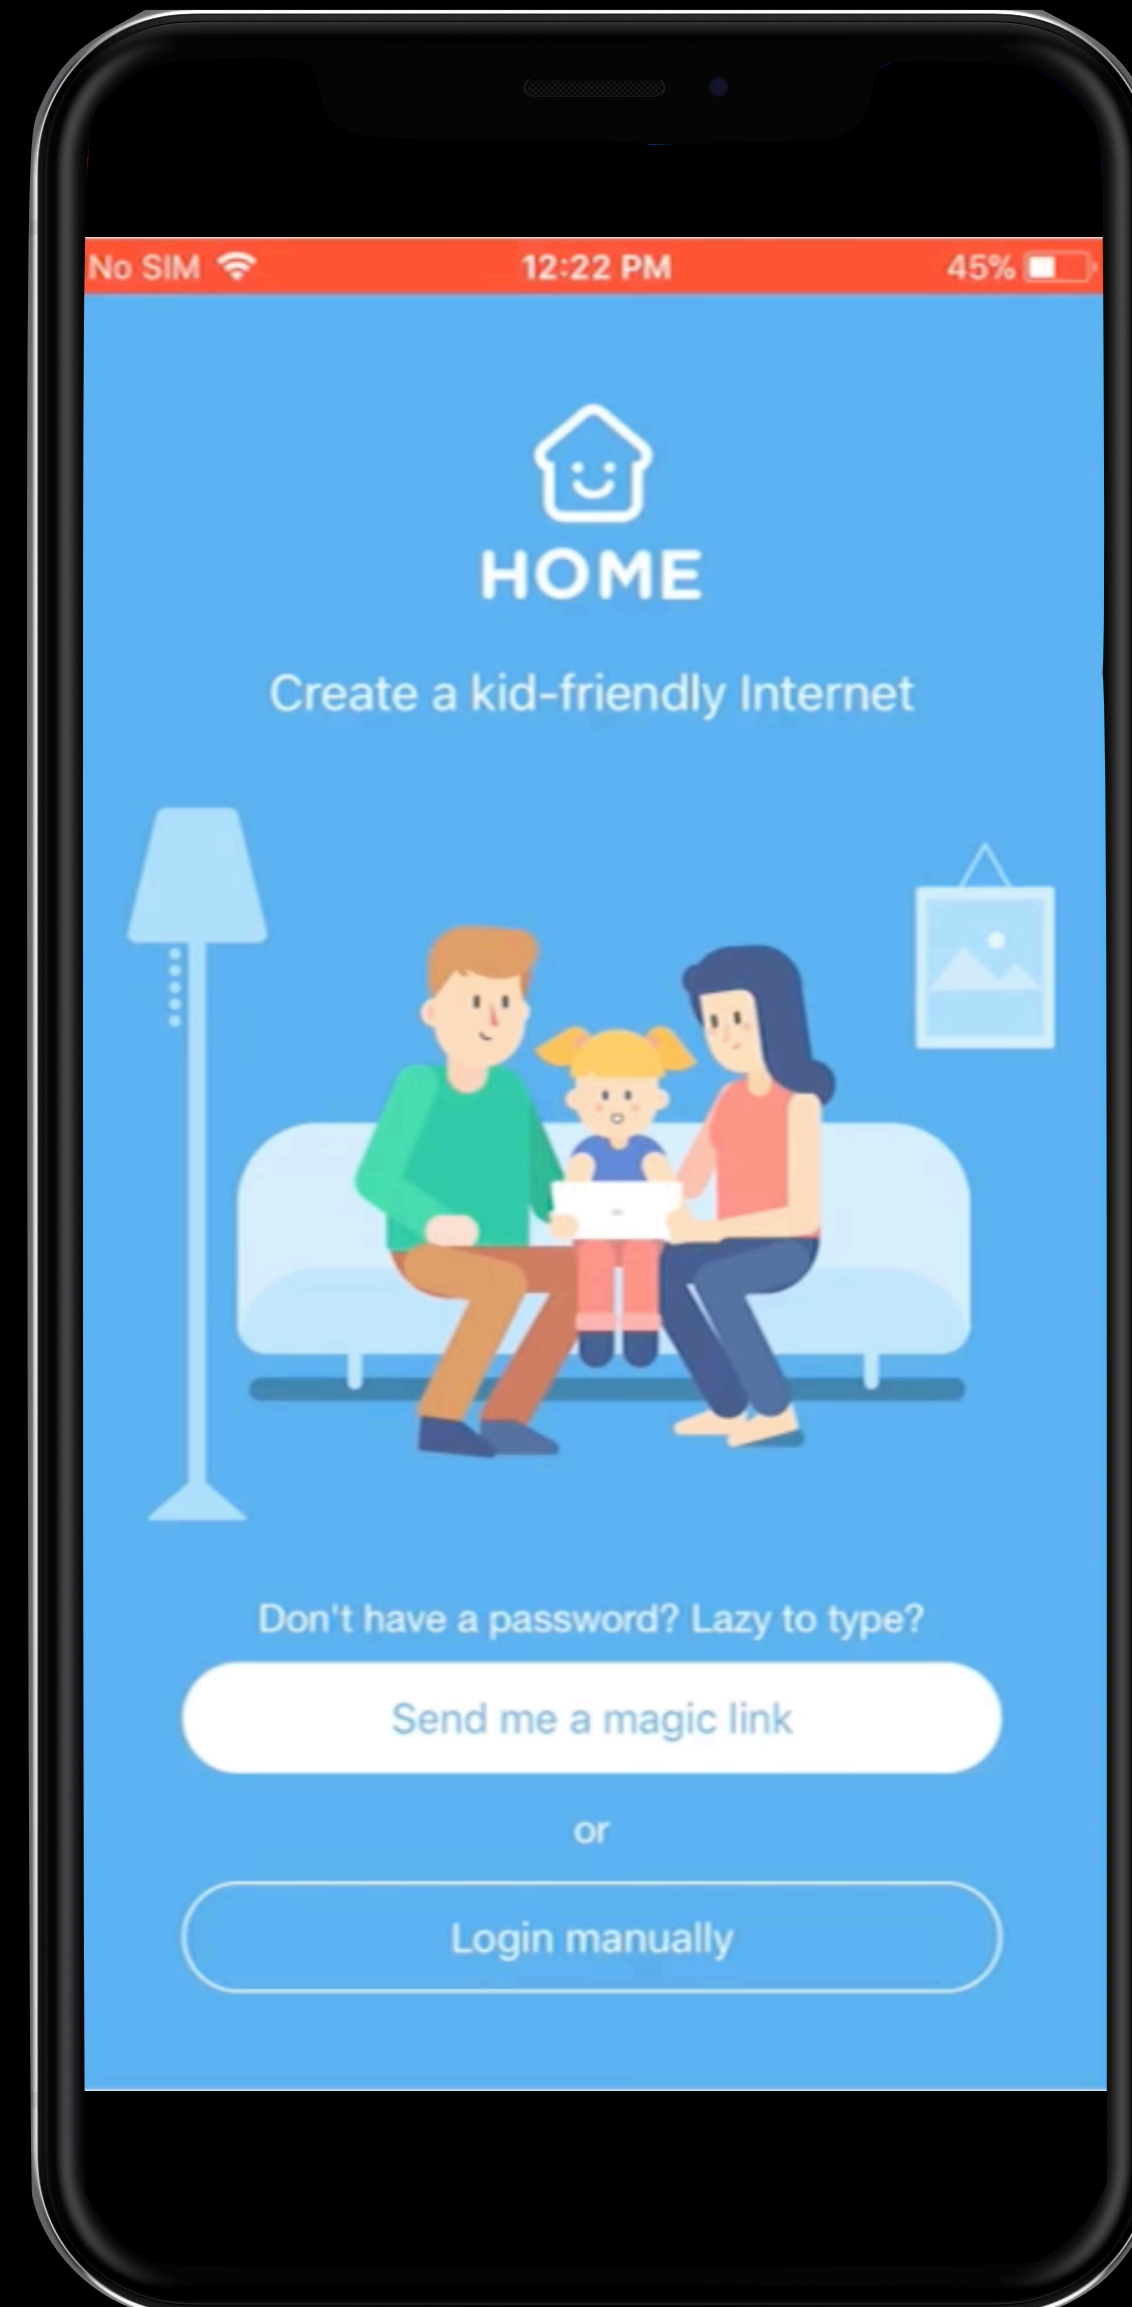 No SIM 12:22 PM 45%
HOME
Create a kid-friendly Internet
Don't have a password? Lazy to type?
Send me a magic link
or
Login manually